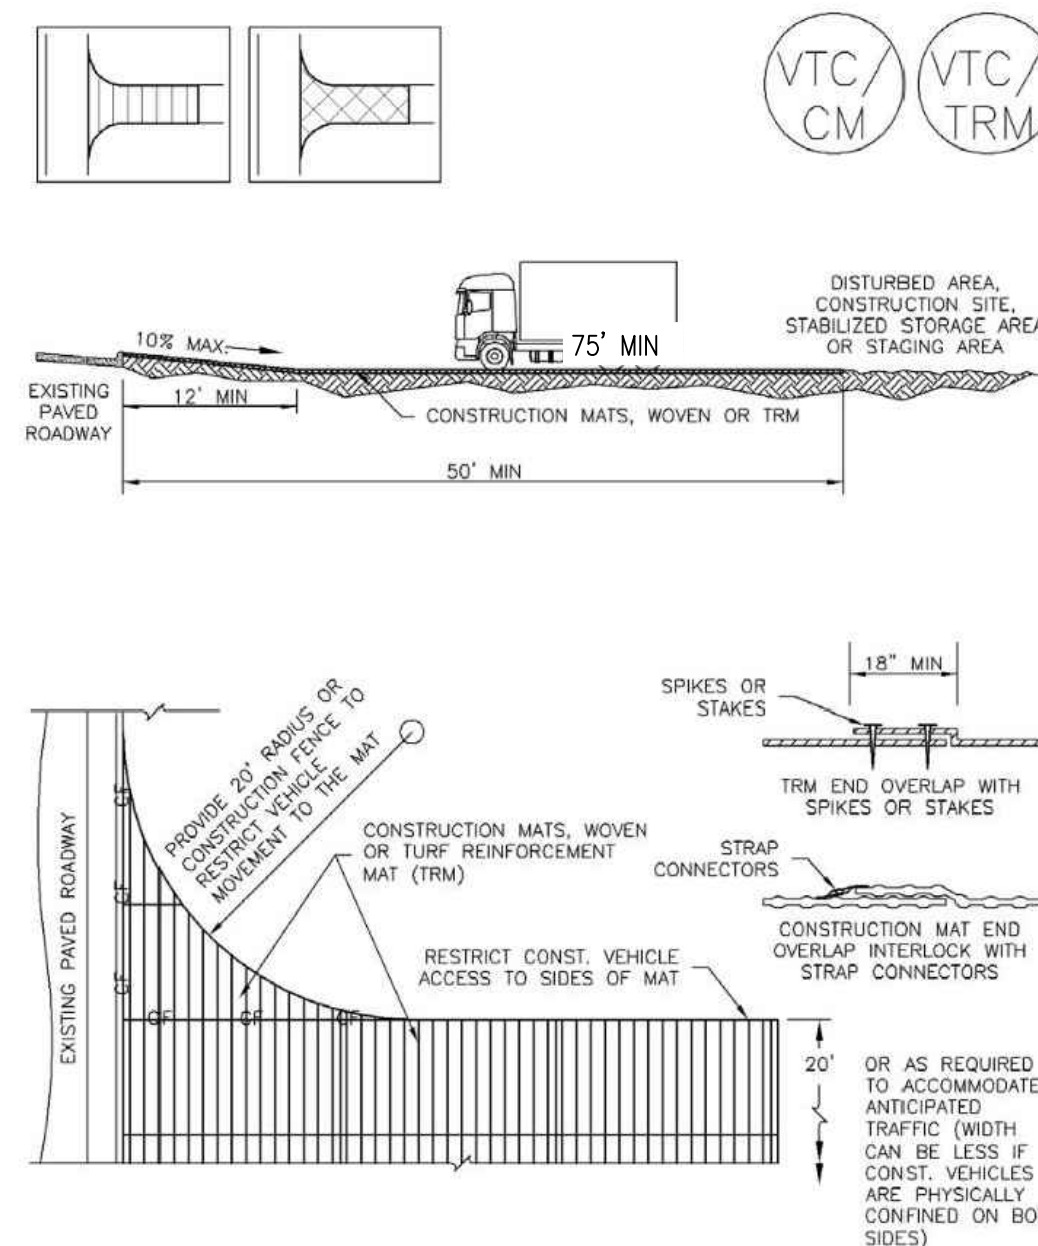 VTC/
CM
VTC/
TRM
DISTURBED AREA,
CONSTRUCTION SITE,
STABILIZED STORAGE AREA
OR STAGING AREA
10% MAX.
75' MIN
EXISTING
PAVED
ROADWAY
12' MIN
CONSTRUCTION MATS, WOVEN OR TRM
50' MIN
18" MIN
SPIKES OR
STAKES
TRM END OVERLAP WITH
SPIKES OR STAKES
PROVIDE 20' RADIUS OR
CONSTRUCTION FENCE TO
RESTRICT VEHICLE
MOVEMENT TO THE MAT
CONSTRUCTION MATS, WOVEN
OR TURF REINFORCEMENT
MAT (TRM)
STRAP
CONNECTORS
CONSTRUCTION MAT END
OVERLAP INTERLOCK WITH
STRAP CONNECTORS
RESTRICT CONST. VEHICLE
ACCESS TO SIDES OF MAT
EXISTING PAVED ROADWAY
CF
CF
CF
CF
CF
CF
20'
OR AS REQUIRED
TO ACCOMMODATE
ANTICIPATED
TRAFFIC (WIDTH
CAN BE LESS IF
CONST. VEHICLES
ARE PHYSICALLY
CONFINED ON BO
SIDES)